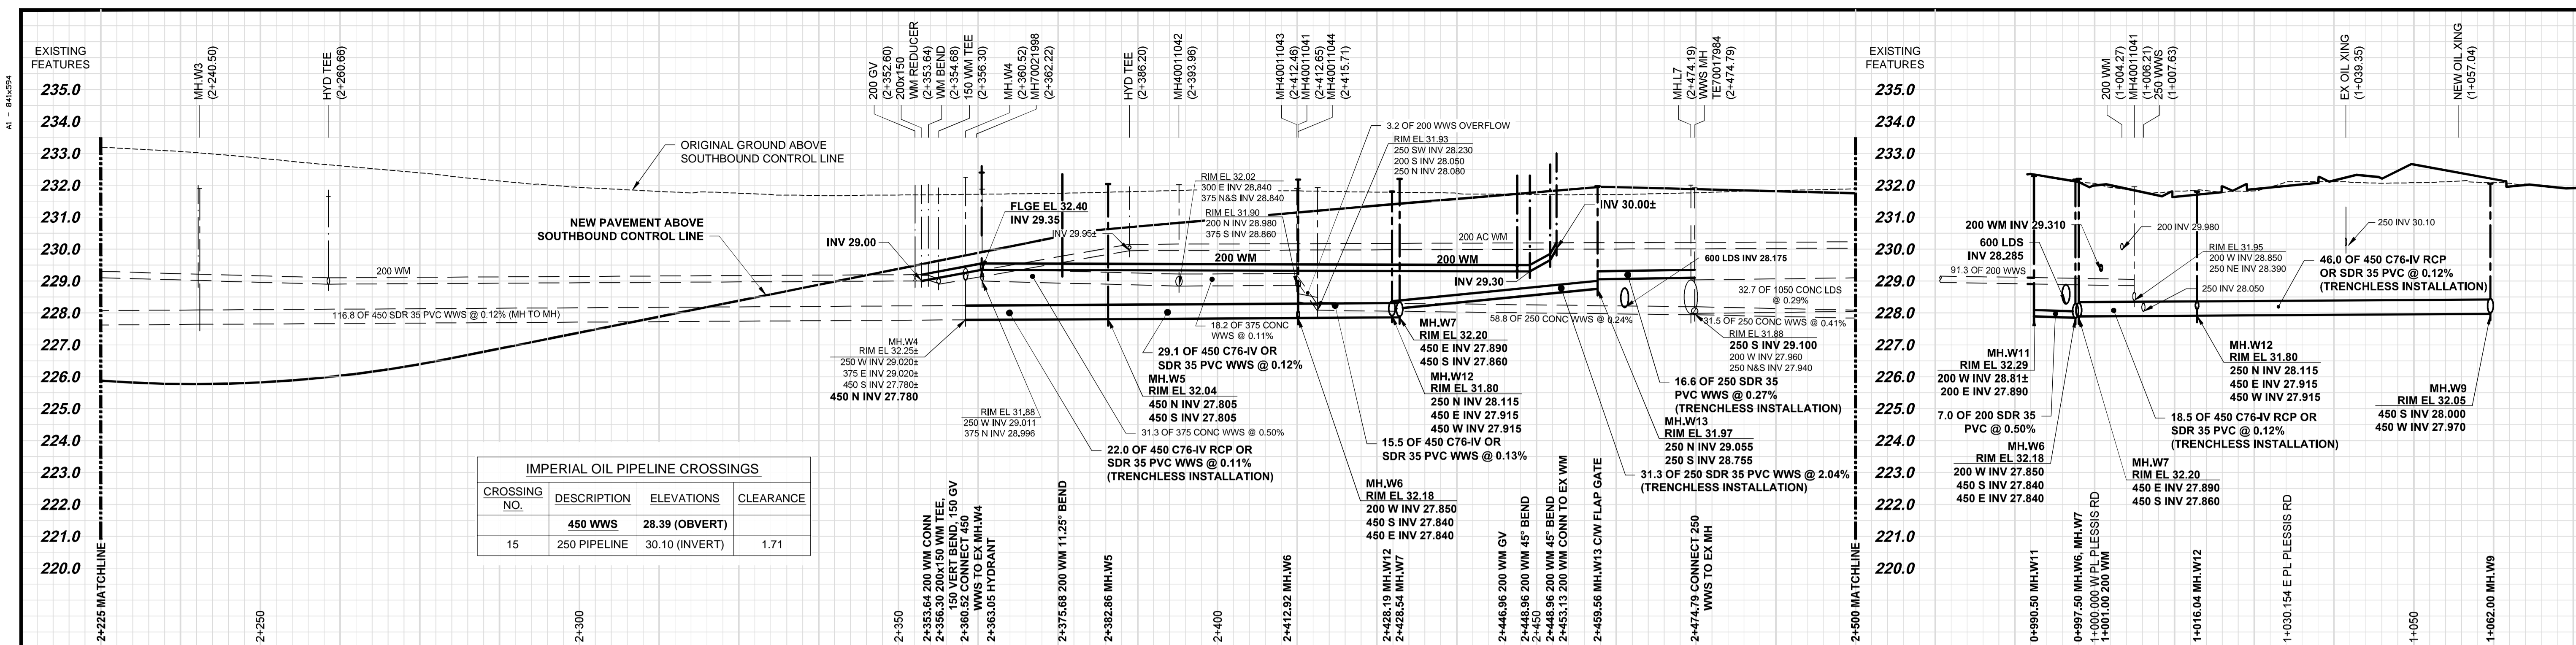 A1 - 841x594
EXISTING
FEATURES
235.0
234.0
233.0
232.0
231.0
230.0
229.0
228.0
227.0
226.0
225.0
224.0
223.0
222.0
221.0
220.0
MH.W3
(2+240.50)
HYD TEE
(2+260.66)
200 GV
(2+352.60)
200x150
WM REDUCER
(2+353.64)
WM BEND
(2+354.68)
150 WM TEE
(2+356.30)
MH.W4
(2+360.52)
MH70021998
(2+362.22)
HYD TEE
(2+386.20)
MH40011042
(2+393.96)
MH40011043
(2+412.46)
MH40011041
(2+412.65)
MH40011044
(2+415.71)
MH.L7
(2+474.19)
WWS MH
TE70017984
(2+474.79)
ORIGINAL GROUND ABOVE
SOUTHBOUND CONTROL LINE
NEW PAVEMENT ABOVE
SOUTHBOUND CONTROL LINE
200 WM
116.8 OF 450 SDR 35 PVC WWS @ 0.12% (MH TO MH)
INV 29.00
FLGE EL 32.40
INV 29.35
INV 29.95±
RIM EL 32.02
300 E INV 28.840
375 N&S INV 28.840
RIM EL 31.90
200 N INV 28.980
375 S INV 28.860
3.2 OF 200 WWS OVERFLOW
RIM EL 31.93
250 SW INV 28.230
200 S INV 28.050
250 N INV 28.080
INV 30.00±
200 AC WM
200 WM
200 WM
INV 29.30
600 LDS INV 28.175
32.7 OF 1050 CONC LDS
@ 0.29%
58.8 OF 250 CONC WWS @ 0.24%
31.5 OF 250 CONC WWS @ 0.41%
RIM EL 31.88
250 S INV 29.100
200 W INV 27.960
250 N&S INV 27.940
MH.W4
RIM EL 32.25±
250 W INV 29.020±
375 E INV 29.020±
450 S INV 27.780±
450 N INV 27.780
RIM EL 31.88
250 W INV 29.011
375 N INV 28.996
18.2 OF 375 CONC
WWS @ 0.11%
29.1 OF 450 C76-IV OR
SDR 35 PVC WWS @ 0.12%
MH.W5
RIM EL 32.04
450 N INV 27.805
450 S INV 27.805
31.3 OF 375 CONC WWS @ 0.50%
22.0 OF 450 C76-IV RCP OR
SDR 35 PVC WWS @ 0.11%
(TRENCHLESS INSTALLATION)
MH.W7
RIM EL 32.20
450 E INV 27.890
450 S INV 27.860
MH.W12
RIM EL 31.80
250 N INV 28.115
450 E INV 27.915
450 W INV 27.915
15.5 OF 450 C76-IV OR
SDR 35 PVC WWS @ 0.13%
MH.W6
RIM EL 32.18
200 W INV 27.850
450 S INV 27.840
450 E INV 27.840
16.6 OF 250 SDR 35
PVC WWS @ 0.27%
(TRENCHLESS INSTALLATION)
MH.W13
RIM EL 31.97
250 N INV 29.055
250 S INV 28.755
31.3 OF 250 SDR 35 PVC WWS @ 2.04%
(TRENCHLESS INSTALLATION)
IMPERIAL OIL PIPELINE CROSSINGS
CROSSING NO. DESCRIPTION ELEVATIONS CLEARANCE
450 WWS 28.39 (OBVERT)
15 250 PIPELINE 30.10 (INVERT) 1.71
2+225 MATCHLINE
2+250
2+300
2+350
2+353.64 200 WM CONN
2+356.30 200x150 WM TEE,
150 VERT BEND, 150 GV
2+360.52 CONNECT 450
WWS TO EX MH.W4
2+363.05 HYDRANT
2+375.68 200 WM 11.25° BEND
2+382.86 MH.W5
2+400
2+412.92 MH.W6
2+428.19 MH.W12
2+428.54 MH.W7
2+446.96 200 WM GV
2+448.96 200 WM 45° BEND
2+450
2+448.96 200 WM 45° BEND
2+453.13 200 WM CONN TO EX WM
2+459.56 MH.W13 C/W FLAP GATE
2+474.79 CONNECT 250
WWS TO EX MH
2+500 MATCHLINE
EXISTING
FEATURES
235.0
234.0
233.0
232.0
231.0
230.0
229.0
228.0
227.0
226.0
225.0
224.0
223.0
222.0
221.0
220.0
200 WM
(1+004.27)
MH40011041
(1+006.21)
250 WWS
(1+007.63)
EX OIL XING
(1+039.35)
NEW OIL XING
(1+057.04)
200 WM INV 29.310
600 LDS
INV 28.285
91.3 OF 200 WWS
200 INV 29.980
RIM EL 31.95
200 W INV 28.850
250 NE INV 28.390
250 INV 28.050
250 INV 30.10
46.0 OF 450 C76-IV RCP
OR SDR 35 PVC @ 0.12%
(TRENCHLESS INSTALLATION)
MH.W11
RIM EL 32.29
200 W INV 28.81±
200 E INV 27.890
7.0 OF 200 SDR 35
PVC @ 0.50%
MH.W6
RIM EL 32.18
200 W INV 27.850
450 S INV 27.840
450 E INV 27.840
MH.W12
RIM EL 31.80
250 N INV 28.115
450 E INV 27.915
450 W INV 27.915
18.5 OF 450 C76-IV RCP OR
SDR 35 PVC @ 0.12%
(TRENCHLESS INSTALLATION)
MH.W7
RIM EL 32.20
450 E INV 27.890
450 S INV 27.860
MH.W9
RIM EL 32.05
450 S INV 28.000
450 W INV 27.970
0+990.50 MH.W11
0+997.50 MH.W6, MH.W7
1+000.000 W PL PLESSIS RD
1+001.00 200 WM
1+016.04 MH.W12
1+030.154 E PL PLESSIS RD
1+050
1+062.00 MH.W9